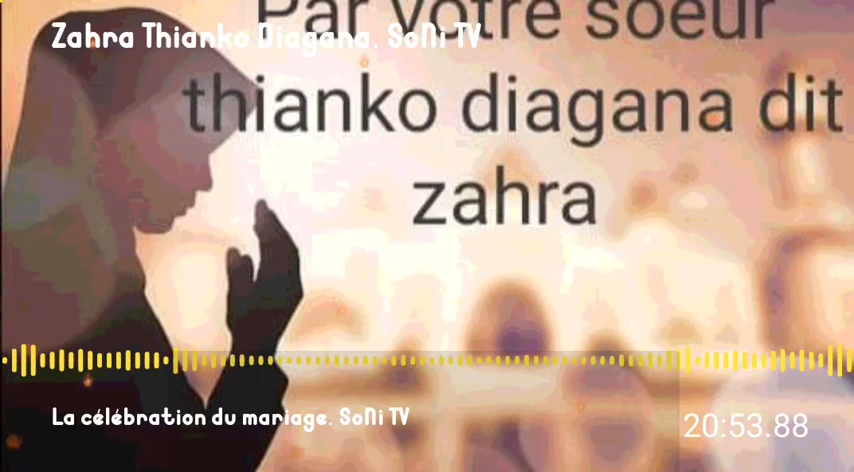 Par votre soeur
Zahra Thianko Diagana. SoNi TV
thianko diagana dit
zahra
La célébration du mariage. SoNi TV
20:53.88